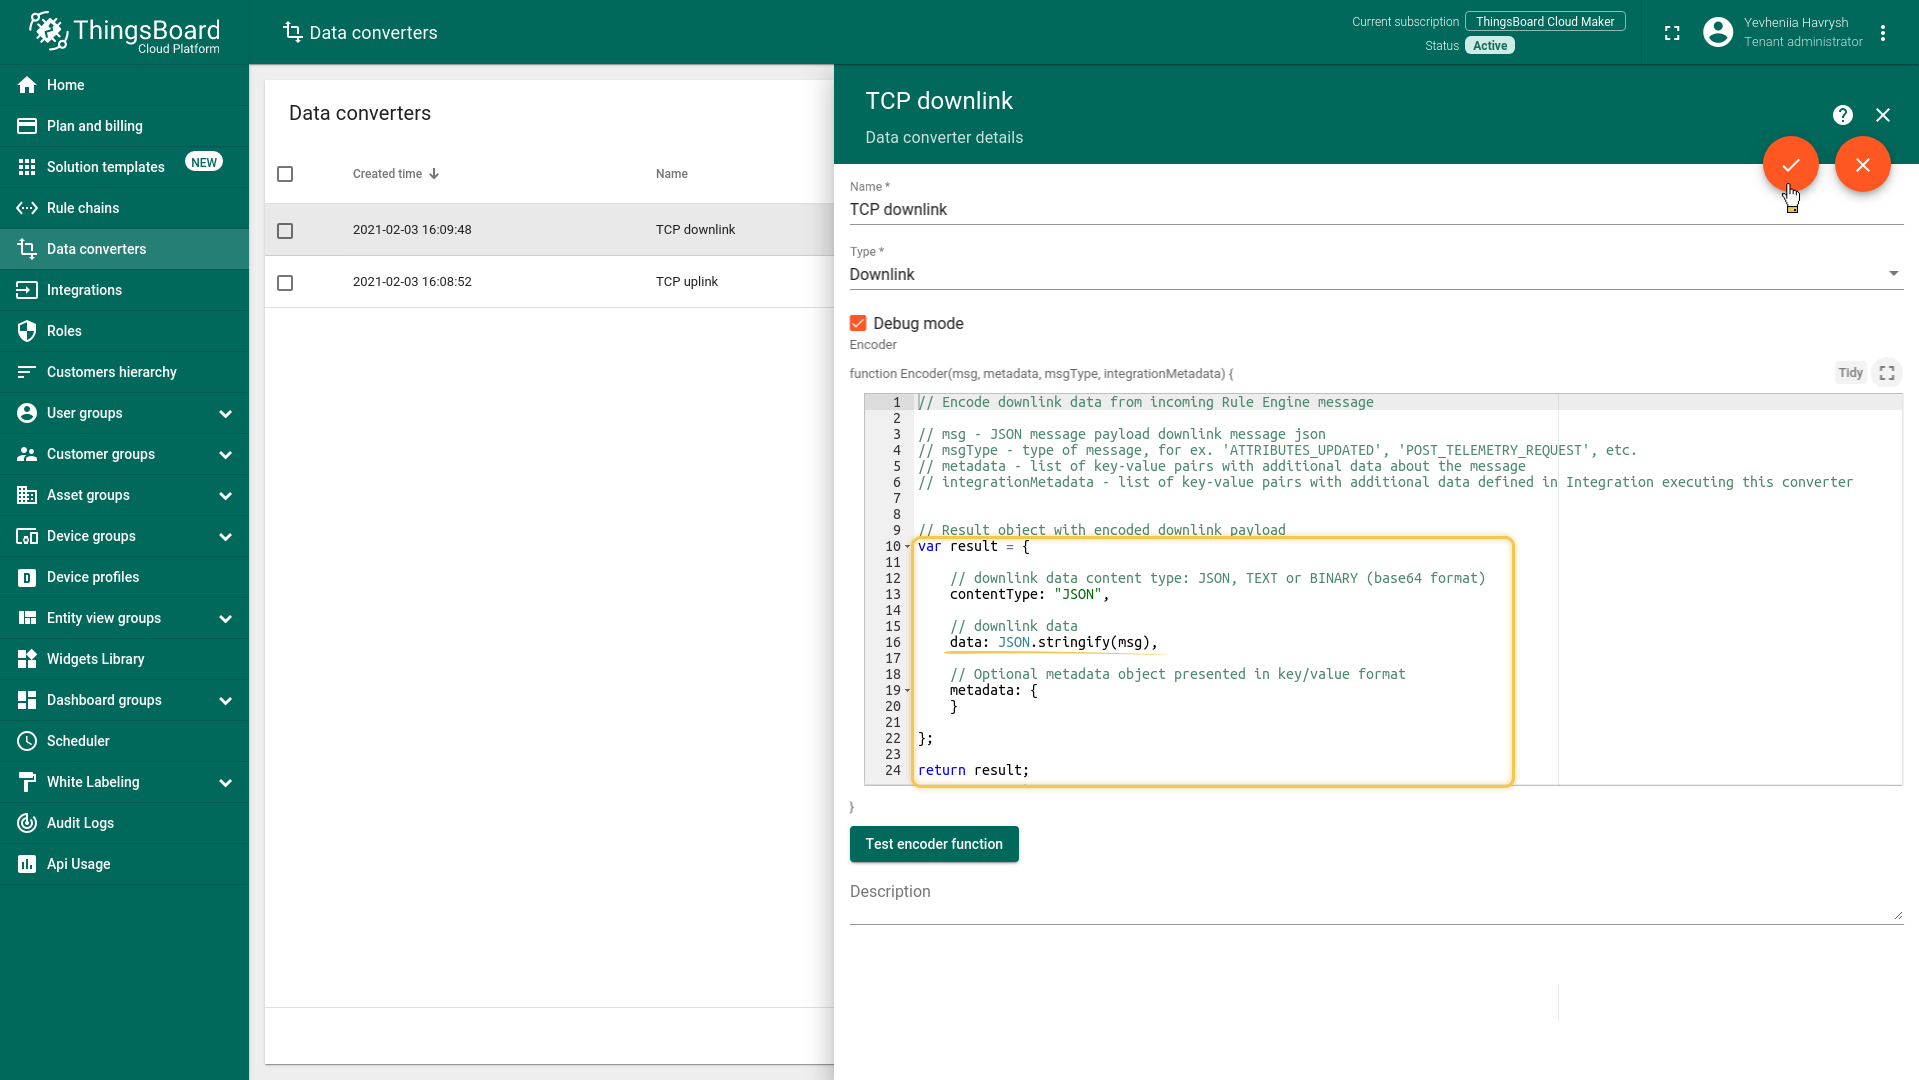 ThingsBoard
Cloud Platform
Data converters
Current subscription ThingsBoard Cloud Maker
Status Active
Yevheniia Havrysh
Tenant administrator
Home
Plan and billing
Solution templates NEW
Rule chains
Data converters
Integrations
Roles
Customers hierarchy
User groups
Customer groups
Asset groups
Device groups
Device profiles
Entity view groups
Widgets Library
Dashboard groups
Scheduler
White Labeling
Audit Logs
Api Usage
Data converters
Created time Name
2021-02-03 16:09:48 TCP downlink
2021-02-03 16:08:52 TCP uplink
TCP downlink
Data converter details
Name *
TCP downlink
Type *
Downlink
Debug mode
Encoder
function Encoder(msg, metadata, msgType, integrationMetadata) {
Tidy
1 // Encode downlink data from incoming Rule Engine message
2
3 // msg - JSON message payload downlink message json
4 // msgType - type of message, for ex. 'ATTRIBUTES_UPDATED', 'POST_TELEMETRY_REQUEST', etc.
5 // metadata - list of key-value pairs with additional data about the message
6 // integrationMetadata - list of key-value pairs with additional data defined in Integration executing this converter
7
8
9 // Result object with encoded downlink payload
10 var result = {
11
12 // downlink data content type: JSON, TEXT or BINARY (base64 format)
13 contentType: "JSON",
14
15 // downlink data
16 data: JSON.stringify(msg),
17
18 // Optional metadata object presented in key/value format
19 metadata: {
20 }
21
22 };
23
24 return result;
}
Test encoder function
Description